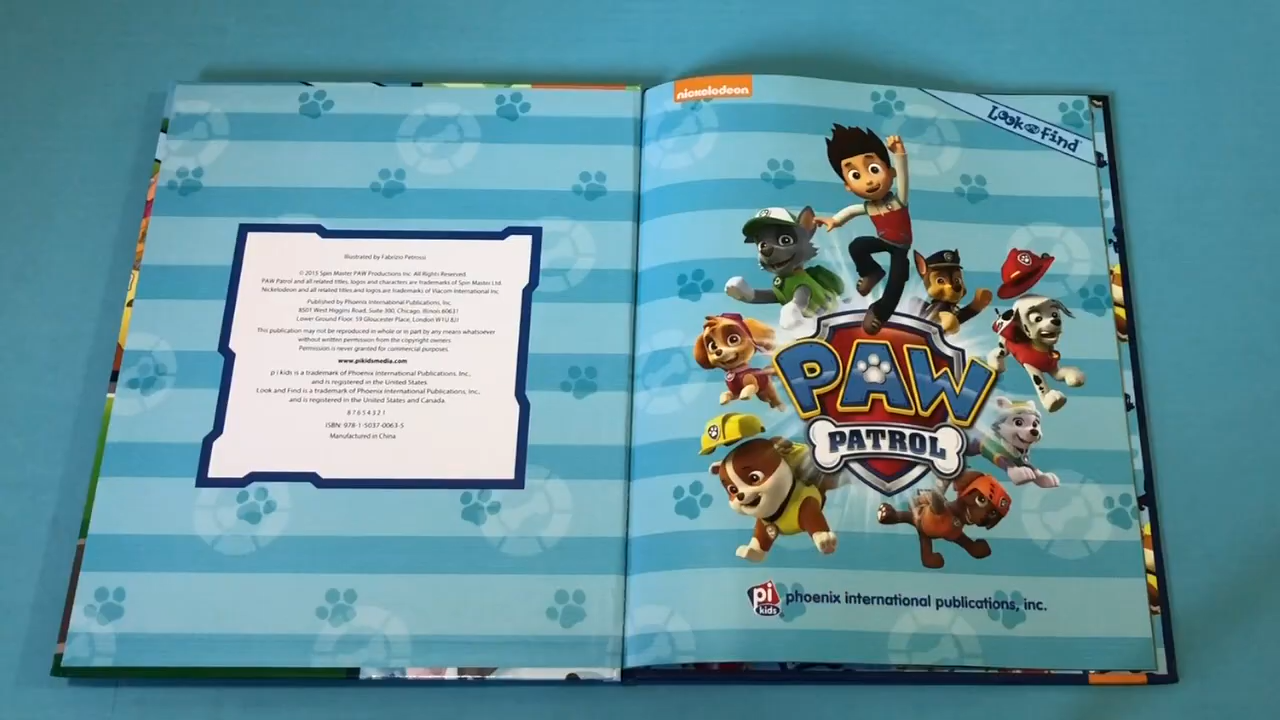 Illustrated by Fabrizio Petrossi
© 2015 Spin Master PAW Productions Inc. All Rights Reserved.
PAW Patrol and all related titles, logos and characters are trademarks of Spin Master Ltd.
Nickelodeon and all related titles and logos are trademarks of Viacom International Inc.
Published by Phoenix International Publications, Inc.
8501 West Higgins Road, Suite 300, Chicago, Illinois 60631
Lower Ground Floor, 59 Gloucester Place, London W1U 8JJ
This publication may not be reproduced in whole or in part by any means whatsoever
without written permission from the copyright owners.
Permission is never granted for commercial purposes.
www.pikidsmedia.com
p i kids is a trademark of Phoenix International Publications, Inc.,
and is registered in the United States.
Look and Find is a trademark of Phoenix International Publications, Inc.,
and is registered in the United States and Canada.
8 7 6 5 4 3 2 1
ISBN: 978-1-5037-0063-5
Manufactured in China
nickelodeon
Look and Find
PAW
PATROL
pi
kids
phoenix international publications, inc.